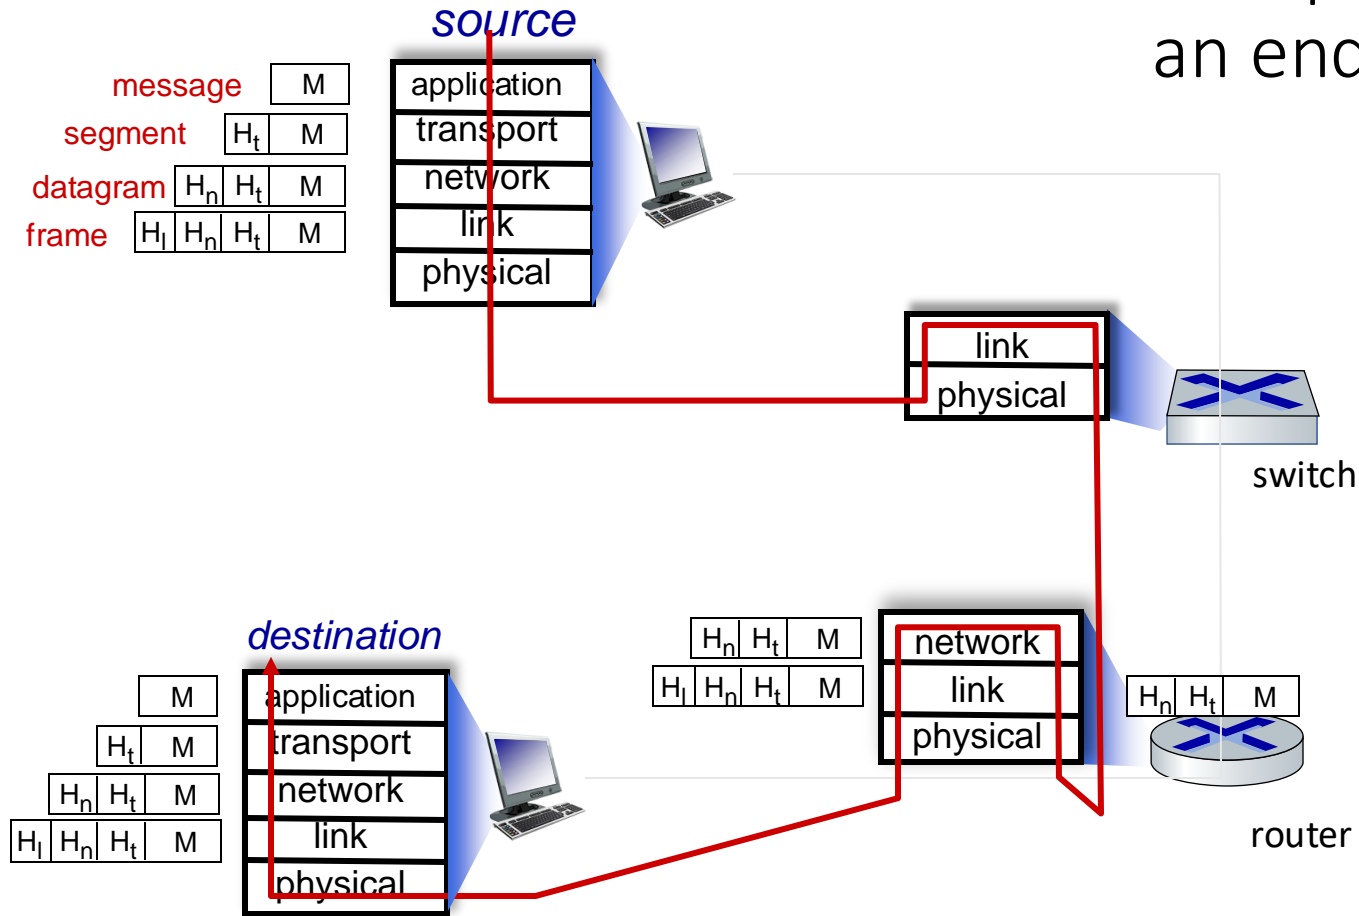 an enc
source
message M
segment Ht M
datagram Hn Ht M
frame Hl Hn Ht M
application
transport
network
link
physical
link
physical
switch
Hn Ht M
Hl Hn Ht M
network
link
physical
Hn Ht M
router
destination
M
Ht M
Hn Ht M
Hl Hn Ht M
application
transport
network
link
physical